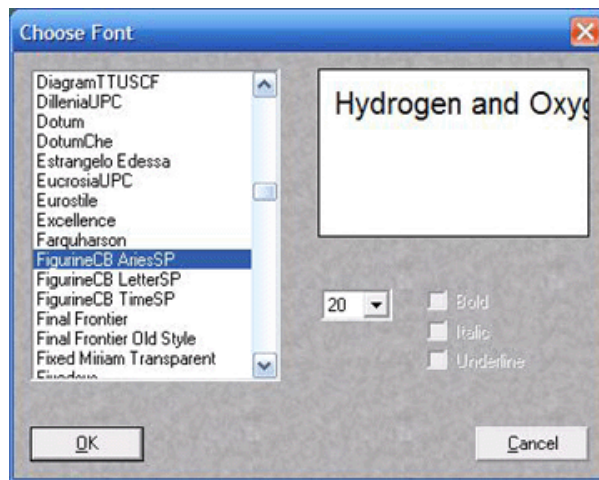 Choose Font
DiagramTTUSCF
DilleniaUPC
Dotum
DotumChe
Estrangelo Edessa
EucrosiaUPC
Eurostile
Excellence
Farquharson
FigurineCB AriesSP
FigurineCB LetterSP
FigurineCB TimeSP
Final Frontier
Final Frontier Old Style
Fixed Miriam Transparent
Hydrogen and Oxyg
20
Bold
Italic
Underline
OK
Cancel